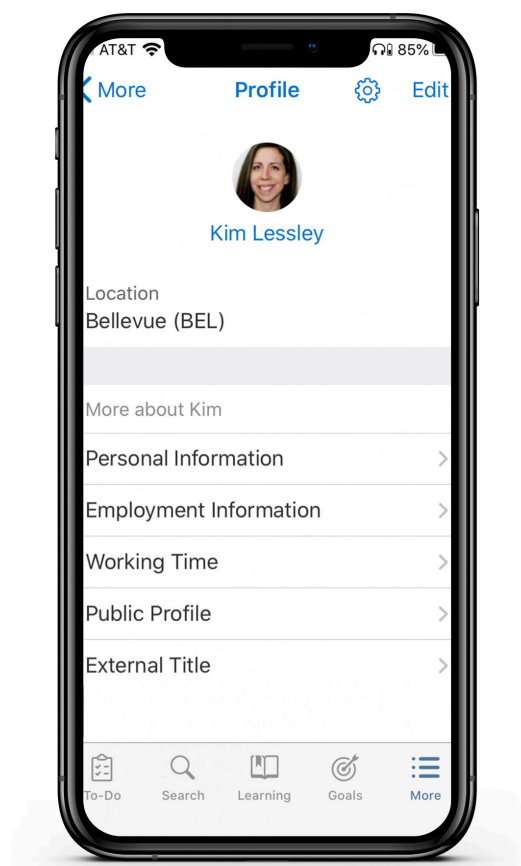 AT&T 85%
More Profile Edit
Kim Lessley
Location
Bellevue (BEL)
More about Kim
Personal Information
Employment Information
Working Time
Public Profile
External Title
To-Do Search Learning Goals More